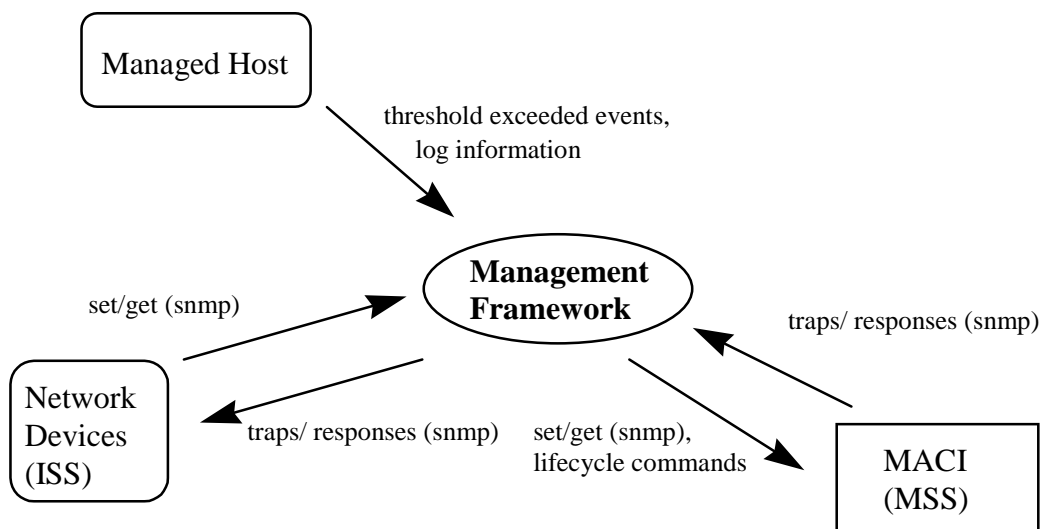 Managed Host
threshold exceeded events,
log information
Management
Framework
set/get (snmp)
traps/ responses (snmp)
Network
Devices
(ISS)
traps/ responses (snmp)
set/get (snmp),
lifecycle commands
MACI
(MSS)